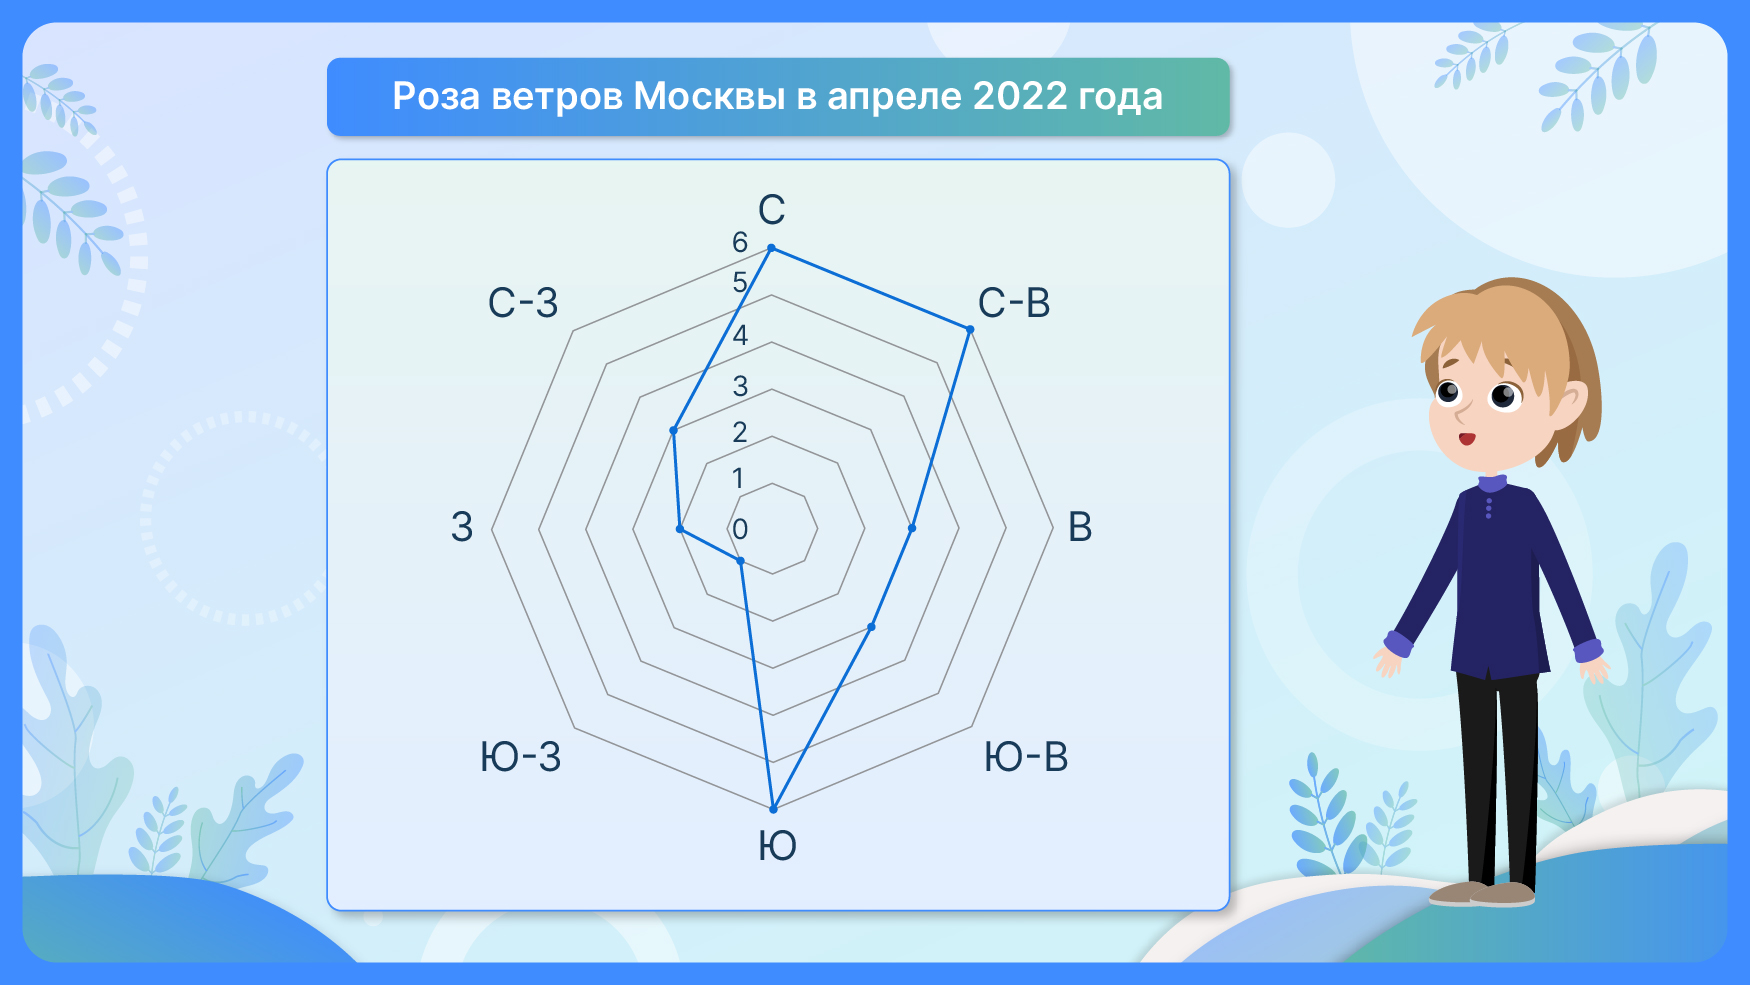 Роза ветров Москвы в апреле 2022 года
С
6
5
С-З
С-В
4
3
2
1
З
0
В
Ю-З
Ю-В
Ю